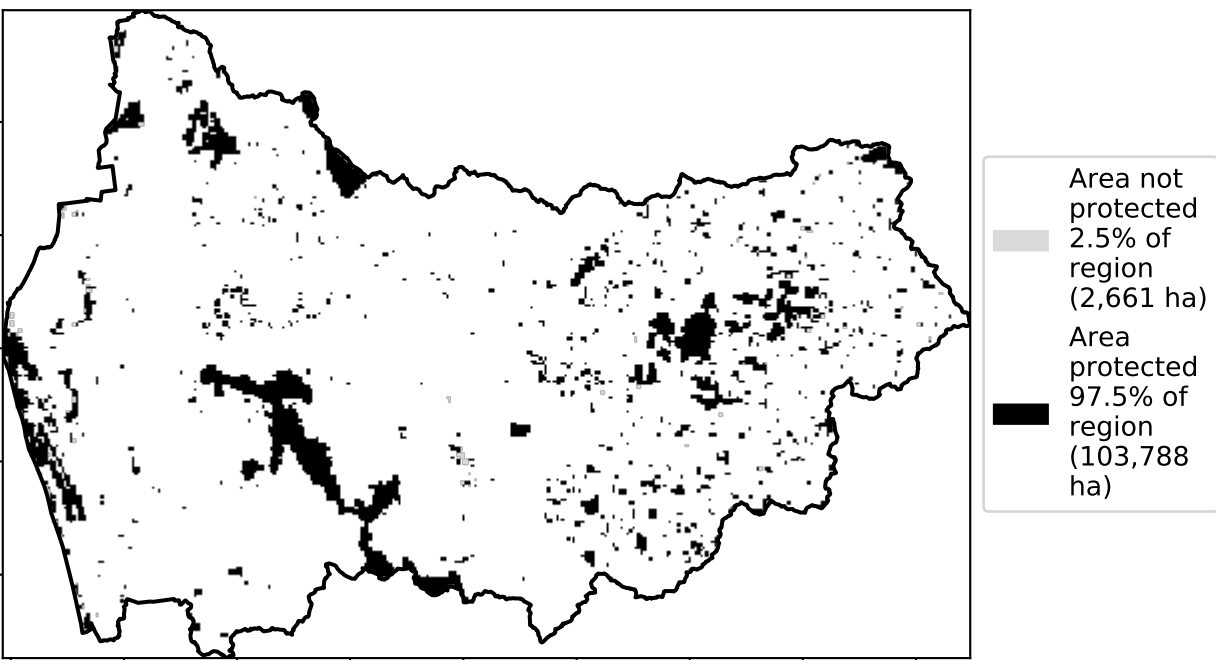 Area not
protected
2.5% of
region
(2,661 ha)
Area
protected
97.5% of
region
(103,788
ha)